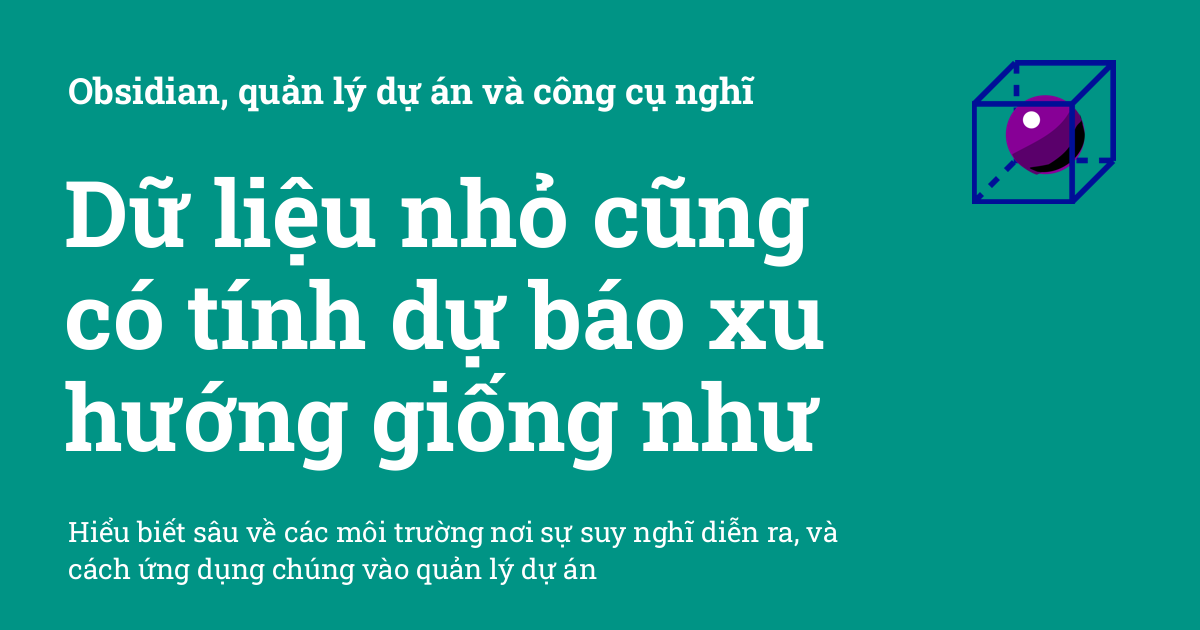 Obsidian, quản lý dự án và công cụ nghĩ
Dữ liệu nhỏ cũng
có tính dự báo xu
hướng giống như
Hiểu biết sâu về các môi trường nơi sự suy nghĩ diễn ra, và
cách ứng dụng chúng vào quản lý dự án